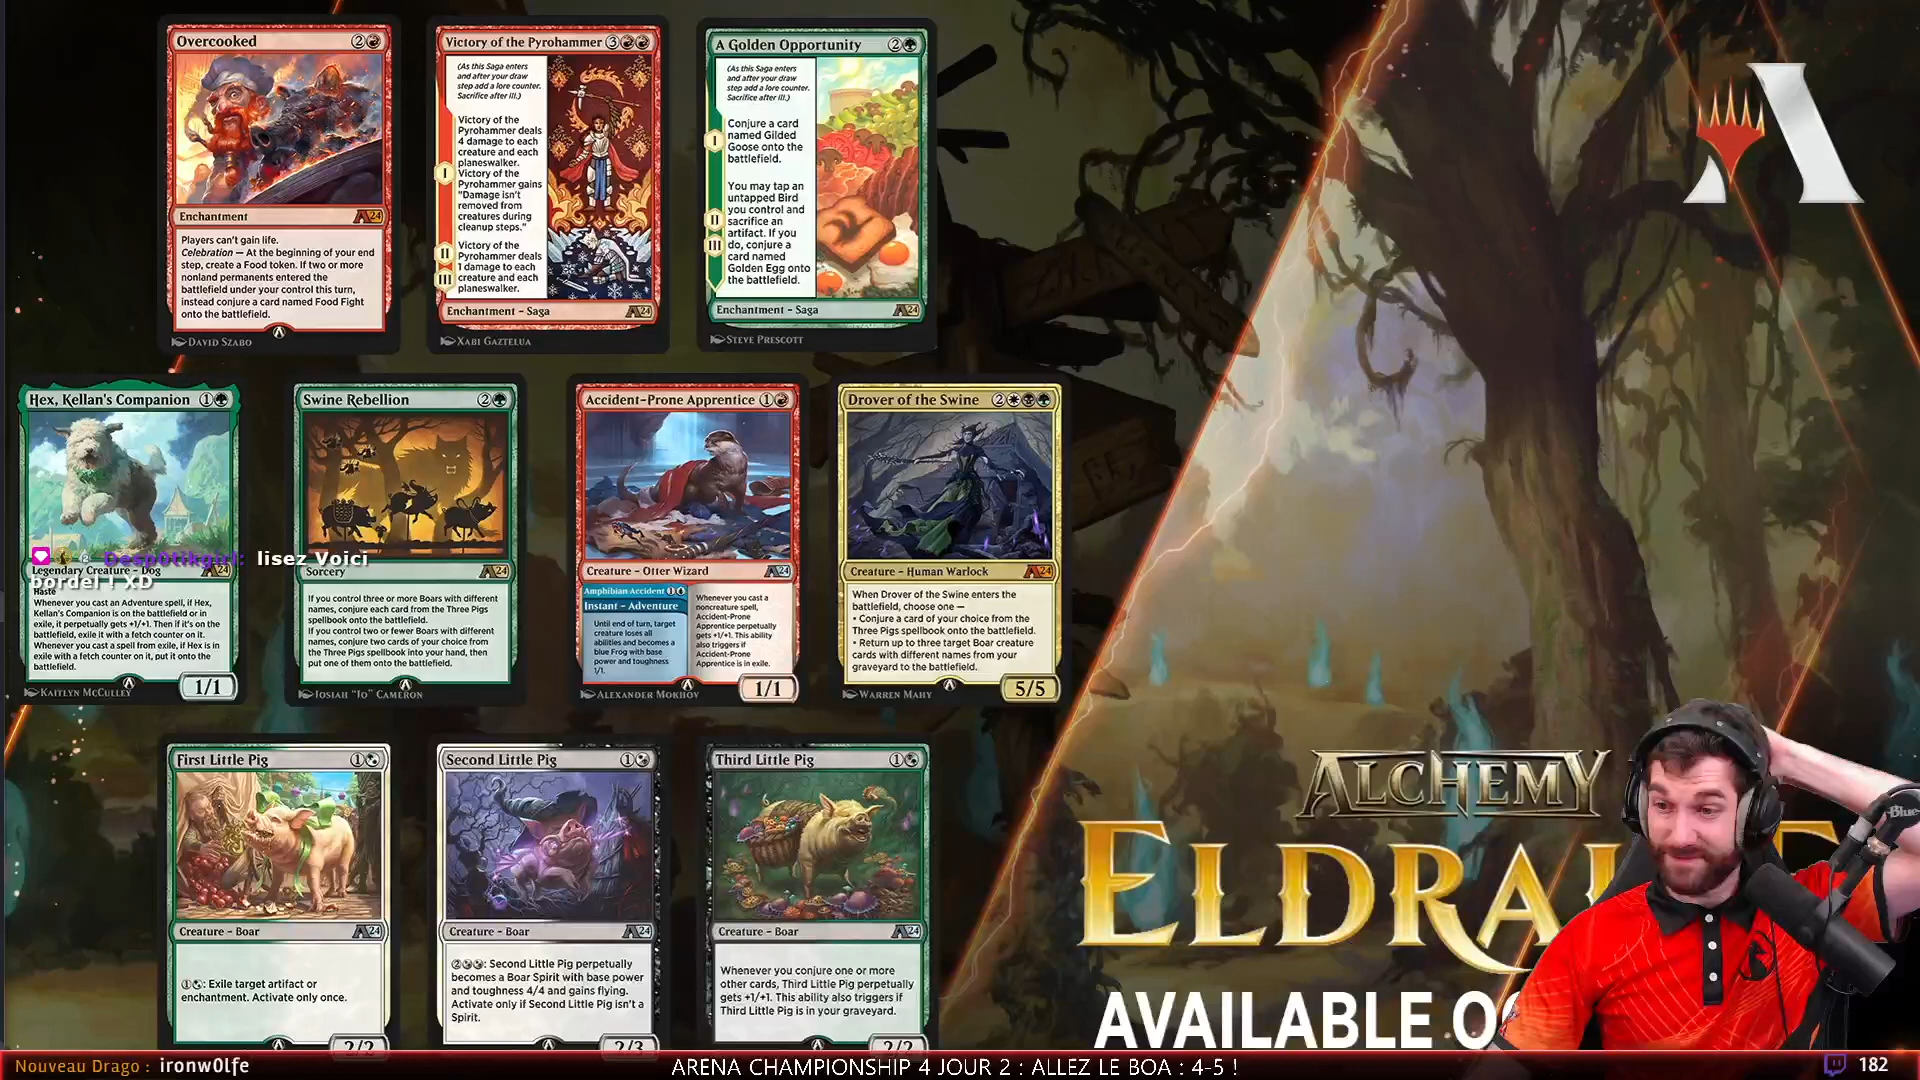 Overcooked
Enchantment
Players can't gain life.
Celebration — At the beginning of your end
step, create a Food token. If two or more
nonland permanents entered the
battlefield under your control this turn,
instead conjure a card named Food Fight
onto the battlefield.
DAVID SZABO
Victory of the Pyrohammer 3
(As this Saga enters
and after your draw
step add a lore counter.
Sacrifice after III.)
I
Victory of the
Pyrohammer deals
4 damage to each
creature and each
planeswalker.
Victory of the
Pyrohammer gains
"Damage isn't
removed from
creatures during
cleanup steps."
II
III
Victory of the
Pyrohammer deals
1 damage to each
creature and each
planeswalker.
Enchantment – Saga
XABI GAZTELUA
A Golden Opportunity 2
(As this Saga enters
and after your draw
step add a lore counter.
Sacrifice after III.)
I
Conjure a card
named Gilded
Goose onto the
battlefield.
II
III
You may tap an
untapped Bird
you control and
sacrifice an
artifact. If you
do, conjure a
card named
Golden Egg onto
the battlefield.
Enchantment – Saga
STEVE PRESCOTT
Hex, Kellan's Companion 1
Legendary Creature – Dog
Haste
Whenever you cast an Adventure spell, if Hex,
Kellan's Companion is on the battlefield or in
exile, it perpetually gets +1/+1. Then if it's on the
battlefield, exile it with a fetch counter on it.
Whenever you cast a spell from exile, if Hex is in
exile with a fetch counter on it, put it onto the
battlefield.
KAITLYN MCCULLEY
1/1
Desp0tikgirl: lisez Voici
bordel ! XD
Swine Rebellion 2
Sorcery
If you control three or more Boars with different
names, conjure each card from the Three Pigs
spellbook onto the battlefield.
If you control two or fewer Boars with different
names, conjure two cards of your choice from
the Three Pigs spellbook into your hand, then
put one of them onto the battlefield.
JOSIAH "JO" CAMERON
Accident-Prone Apprentice 1
Creature – Otter Wizard
Amphibian Accident 1
Instant – Adventure
Until end of turn, target
creature loses all
abilities and becomes a
blue Frog with base
power and toughness
1/1.
Whenever you cast a
noncreature spell,
Accident-Prone
Apprentice perpetually
gets +1/+1. This ability
also triggers if
Accident-Prone
Apprentice is in exile.
ALEXANDER MOKHOV
1/1
Drover of the Swine 2
Creature – Human Warlock
When Drover of the Swine enters the
battlefield, choose one —
• Conjure a card of your choice from the
Three Pigs spellbook onto the battlefield.
• Return up to three target Boar creature
cards with different names from your
graveyard to the battlefield.
WARREN MAHY
5/5
First Little Pig 1
Creature – Boar
1: Exile target artifact or
enchantment. Activate only once.
2/2
Second Little Pig 1
Creature – Boar
2: Second Little Pig perpetually
becomes a Boar Spirit with base power
and toughness 4/4 and gains flying.
Activate only if Second Little Pig isn't a
Spirit.
2/3
Third Little Pig 1
Creature – Boar
Whenever you conjure one or more
other cards, Third Little Pig perpetually
gets +1/+1. This ability also triggers if
Third Little Pig is in your graveyard.
2/2
ALCHEMY
ELDRA
AVAILABLE OC
Blue
Nouveau Drago : ironw0lfe
ARENA CHAMPIONSHIP 4 JOUR 2 : ALLEZ LE BOA : 4-5 !
182